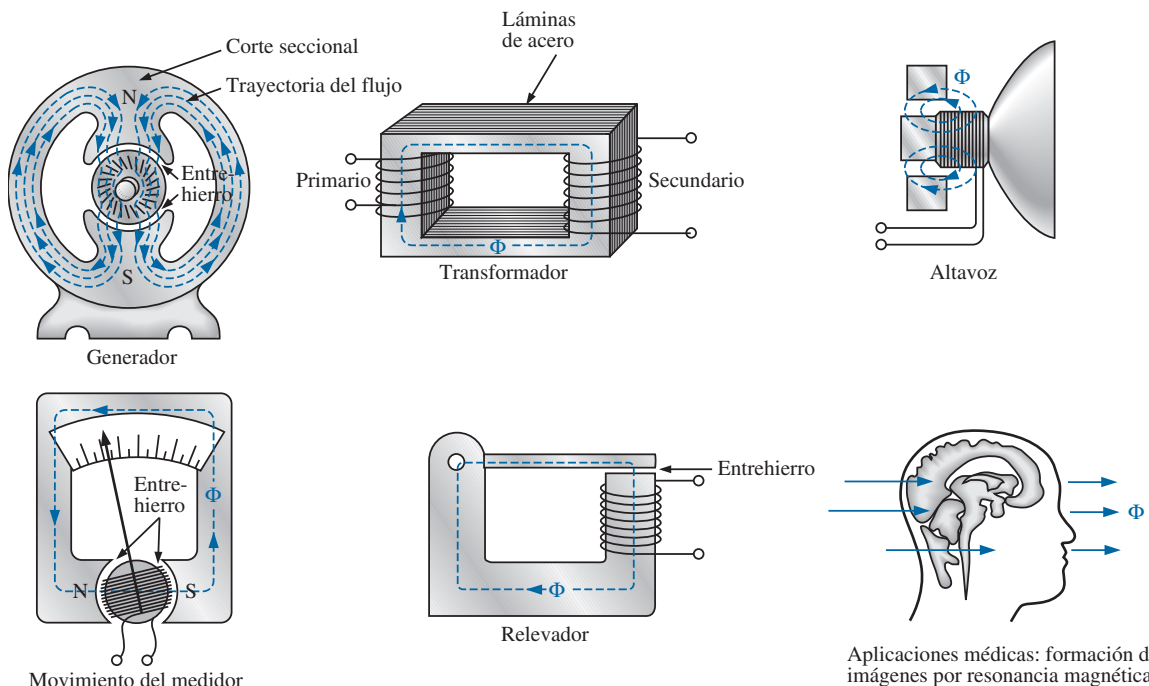 Láminas
de acero
Corte seccional
Trayectoria del flujo
N
Φ
Entre-
hierro
Primario
Secundario
S
Φ
Transformador
Altavoz
Generador
Entre-
hierro
Φ
N
S
Movimiento del medidor
Entrehierro
Φ
Relevador
Φ
Aplicaciones médicas: formación d
imágenes por resonancia magnética